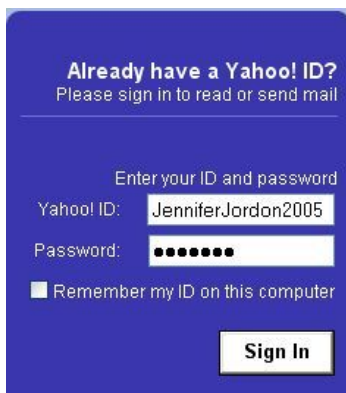 Already have a Yahoo! ID?
Please sign in to read or send mail
Enter your ID and password
Yahoo! ID: JenniferJordon2005
Password: ●●●●●●●
Remember my ID on this computer
Sign In